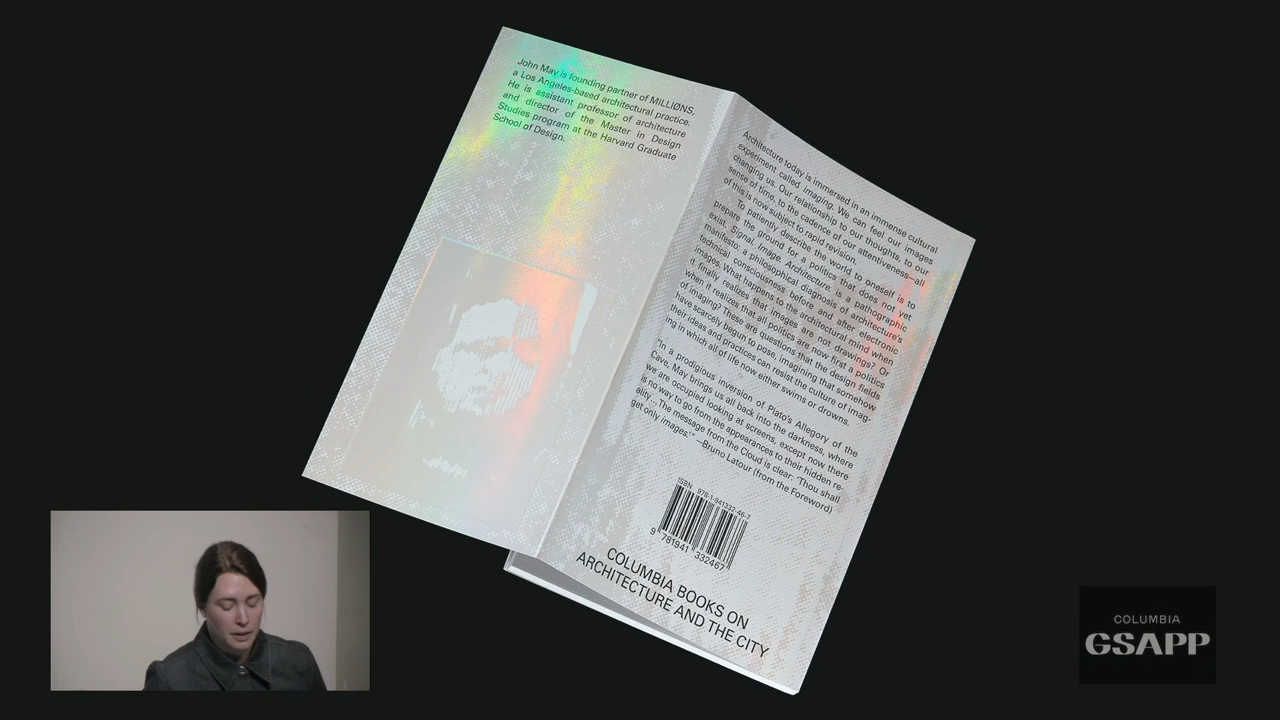 John May is founding partner of MILLIØNS,
a Los Angeles-based architectural practice.
He is assistant professor of architecture
and director of the Master in Design
Studies program at the Harvard Graduate
School of Design.
Architecture today is immersed in an immense cultural
experiment called imaging. We can feel our images
changing us. Our relationship to our thoughts, to our
sense of time, to the cadence of our attentiveness—all
of this is now subject to rapid revision.
To patiently describe the world to oneself is to
prepare the ground for a politics that does not yet
exist. Signal. Image. Architecture. is a pathographic
manifesto: a philosophical diagnosis of architecture's
technical consciousness before and after electronic
images. What happens to the architectural mind when
it finally realizes that images are not drawings? Or
when it realizes that all politics are now first a politics
of imaging? These are questions that the design fields
have scarcely begun to pose, imagining that somehow
their ideas and practices can resist the culture of imag-
ing in which all of life now either swims or drowns.
"In a prodigious inversion of Plato's Allegory of the
Cave, May brings us all back into the darkness, where
we are occupied looking at screens, except now there
is no way to go from the appearances to their hidden re-
ality... The message from the Cloud is clear: 'Thou shall
get only images.'" —Bruno Latour (from the Foreword)
ISBN 978-1-941332-46-7
9 781941 332467
COLUMBIA BOOKS ON
ARCHITECTURE AND THE CITY
COLUMBIA
GSAPP